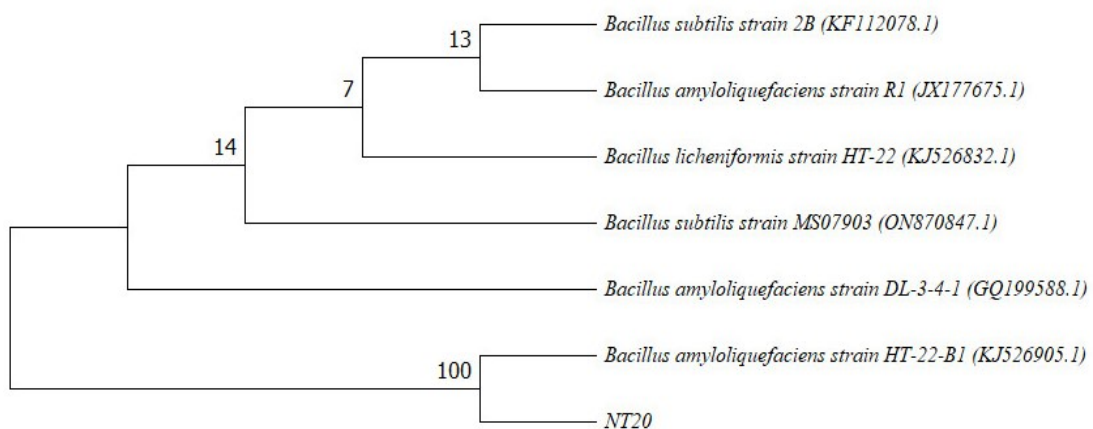 13
Bacillus subtilis strain 2B (KF112078.1)
7
Bacillus amyloliquefaciens strain R1 (JX177675.1)
14
Bacillus licheniformis strain HT-22 (KJ526832.1)
Bacillus subtilis strain MS07903 (ON870847.1)
Bacillus amyloliquefaciens strain DL-3-4-1 (GQ199588.1)
100
Bacillus amyloliquefaciens strain HT-22-B1 (KJ526905.1)
NT20